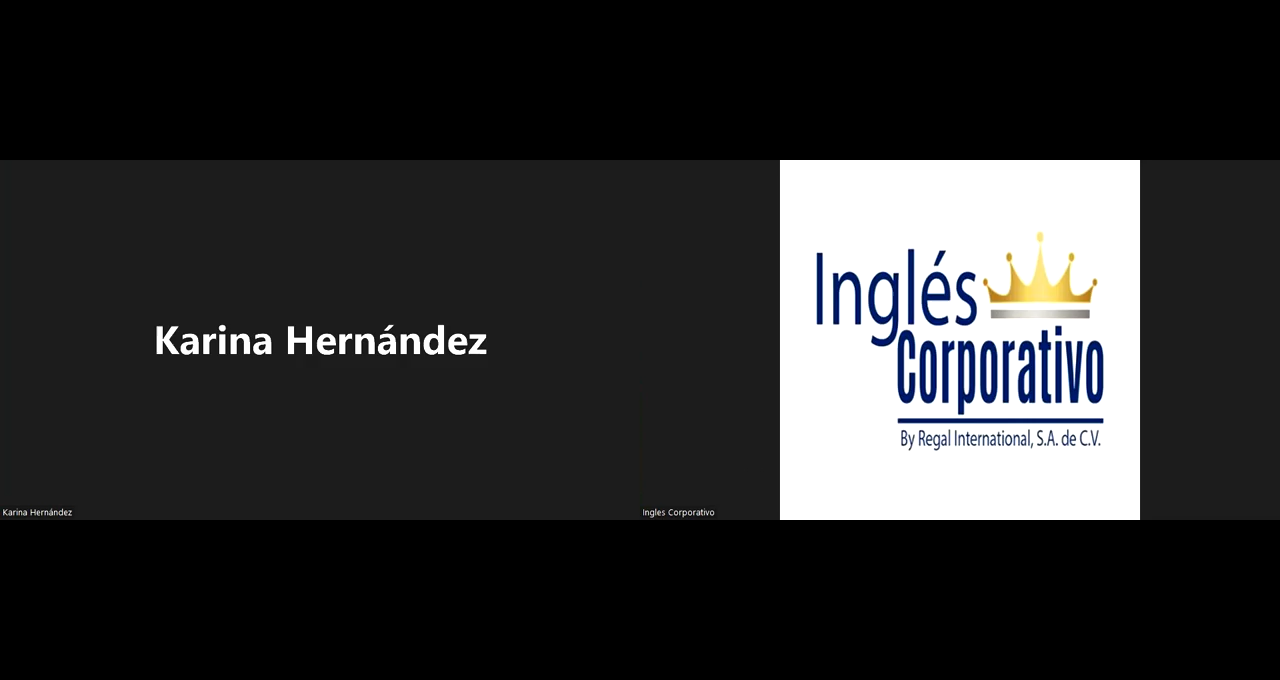 Karina Hernández
Karina Hernández
Inglés
Corporativo
By Regal International, S.A. de C.V.
Ingles Corporativo